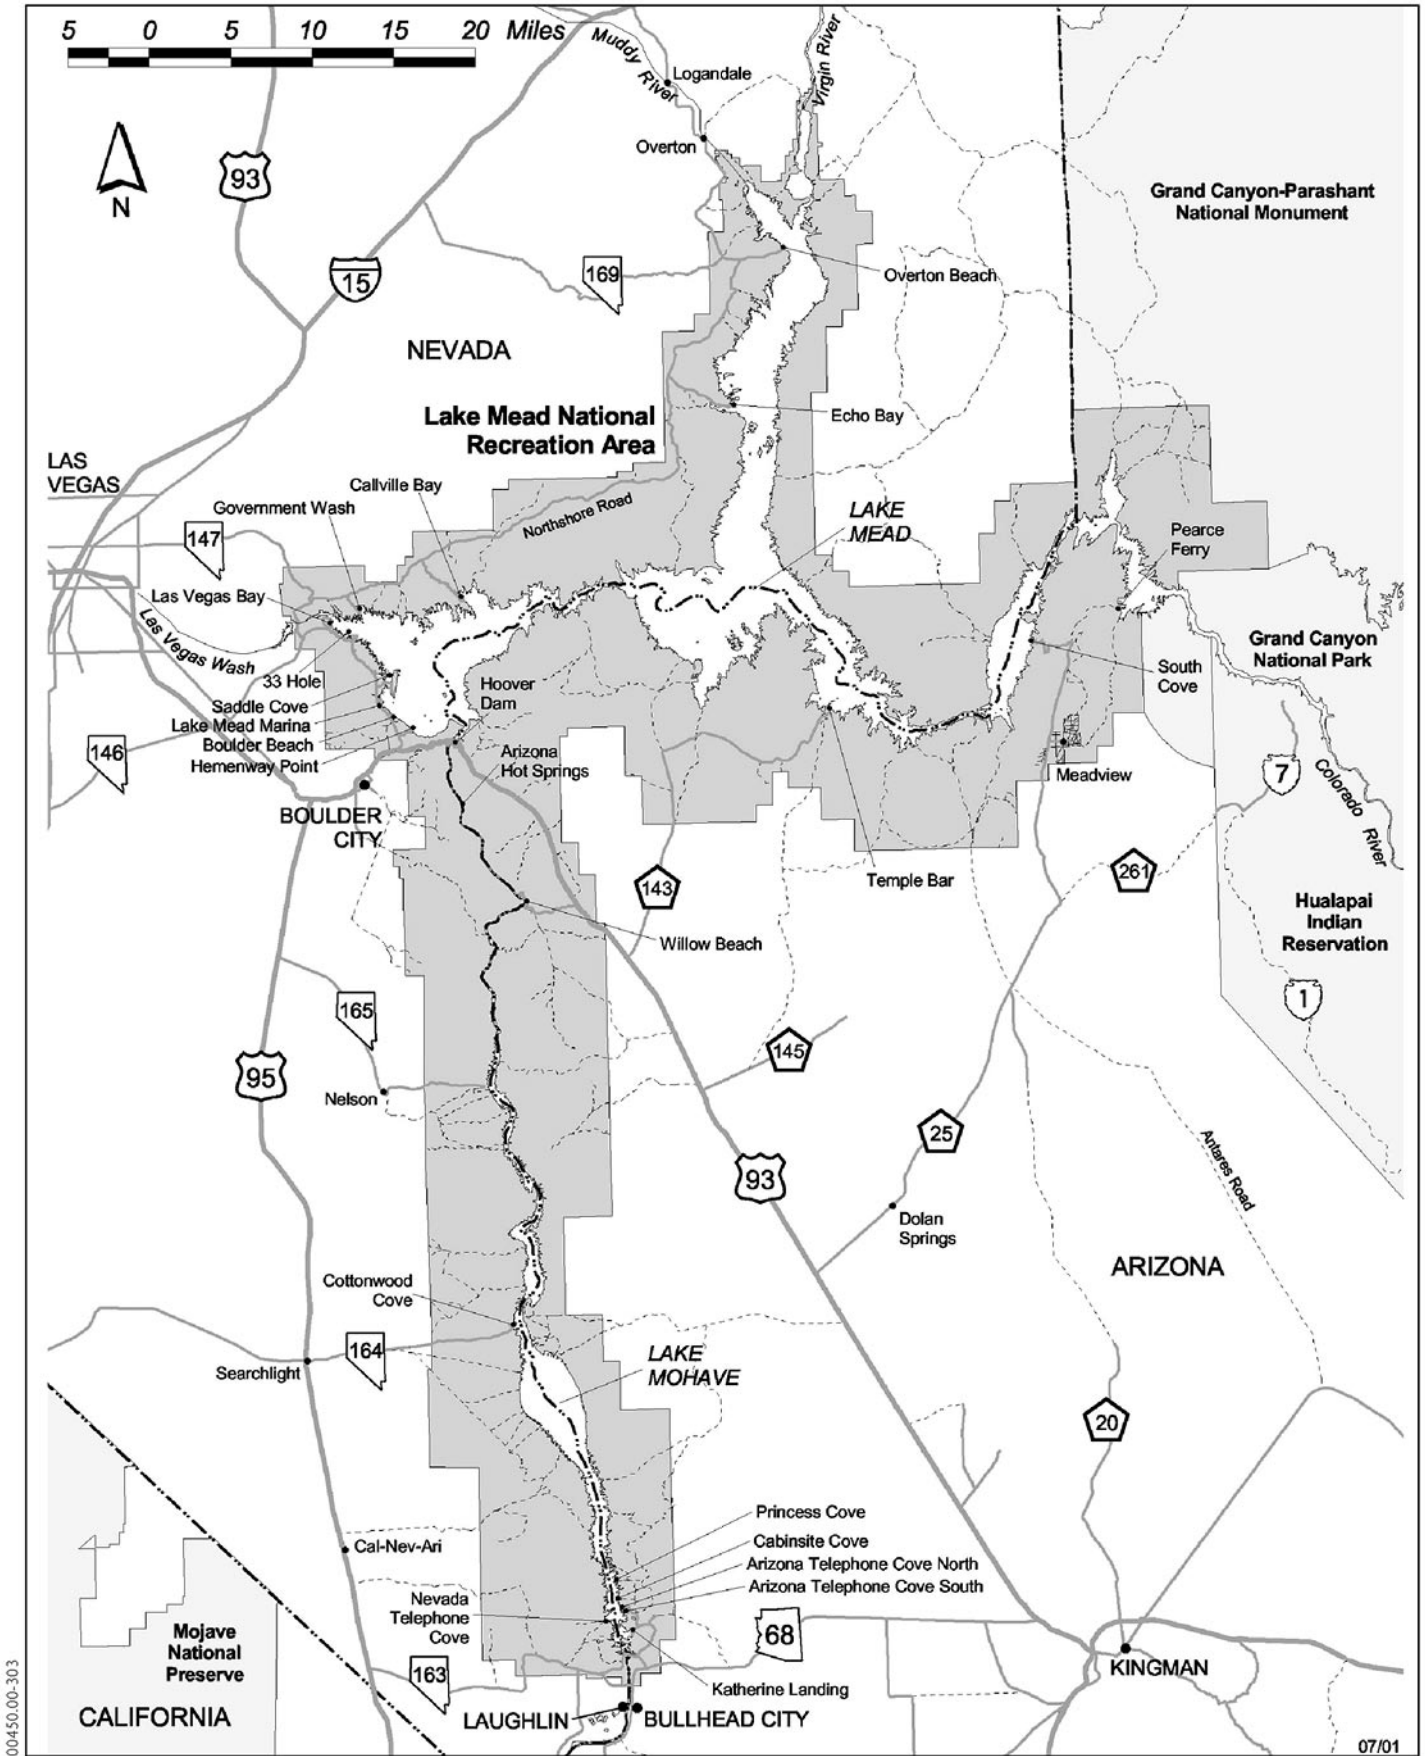 5 0 5 10 15 20 Miles
Muddy River
Virgin River
Logandale
Overton
93
N
15
169
Grand Canyon-Parashant
National Monument
Overton Beach
NEVADA
Lake Mead National
Recreation Area
Echo Bay
LAS
VEGAS
Callville Bay
Government Wash
Northshore Road
LAKE
MEAD
147
Pearce
Ferry
Las Vegas Bay
Las Vegas Wash
Grand Canyon
National Park
33 Hole
Hoover
Dam
South
Cove
Saddle Cove
Lake Mead Marina
Boulder Beach
Hemenway Point
146
Arizona
Hot Springs
Meadview
7
Colorado River
BOULDER
CITY
143
Temple Bar
261
Hualapai
Indian
Reservation
Willow Beach
165
1
145
95
Nelson
25
Antares Road
93
Dolan
Springs
ARIZONA
Cottonwood
Cove
164
LAKE
MOHAVE
Searchlight
20
Princess Cove
Cabinsite Cove
Cal-Nev-Ari
Arizona Telephone Cove North
Arizona Telephone Cove South
Nevada
Telephone
Cove
68
Mojave
National
Preserve
163
KINGMAN
Katherine Landing
CALIFORNIA
LAUGHLIN
BULLHEAD CITY
00450.00-303
07/01